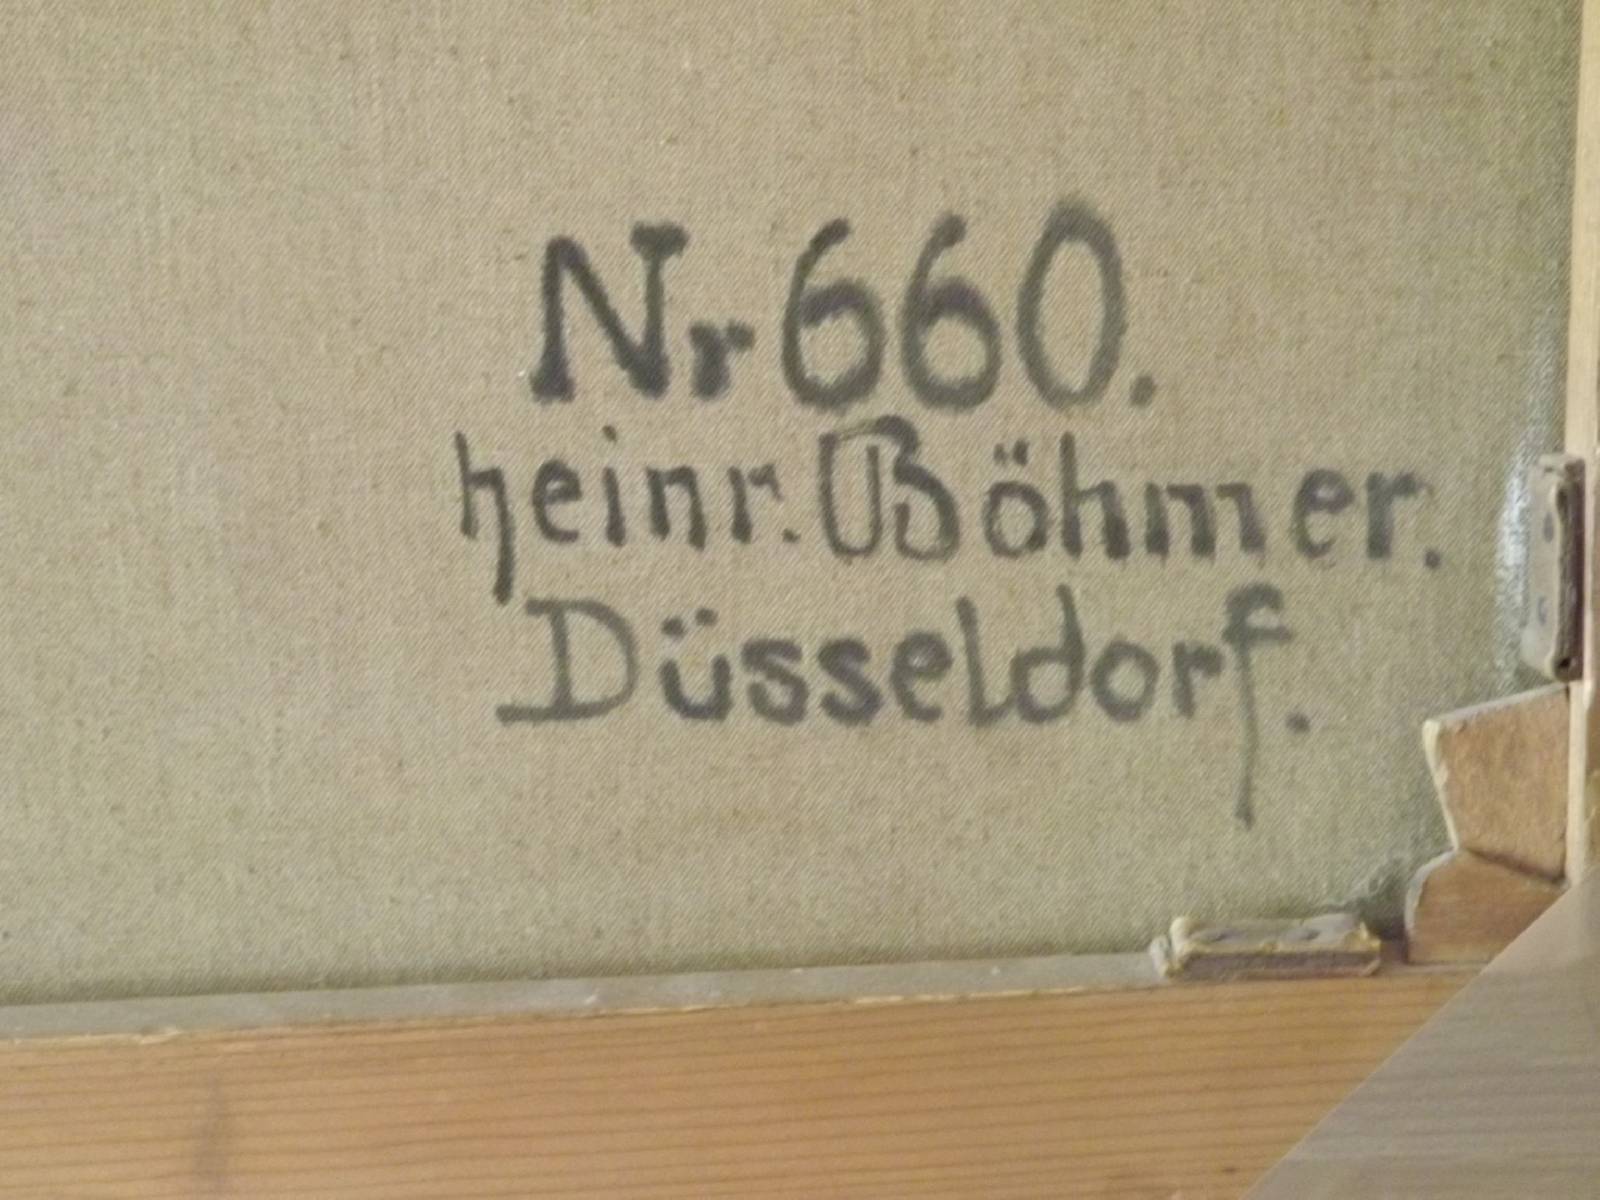 Nr 660.
heinr. Böhmer.
Düsseldorf.